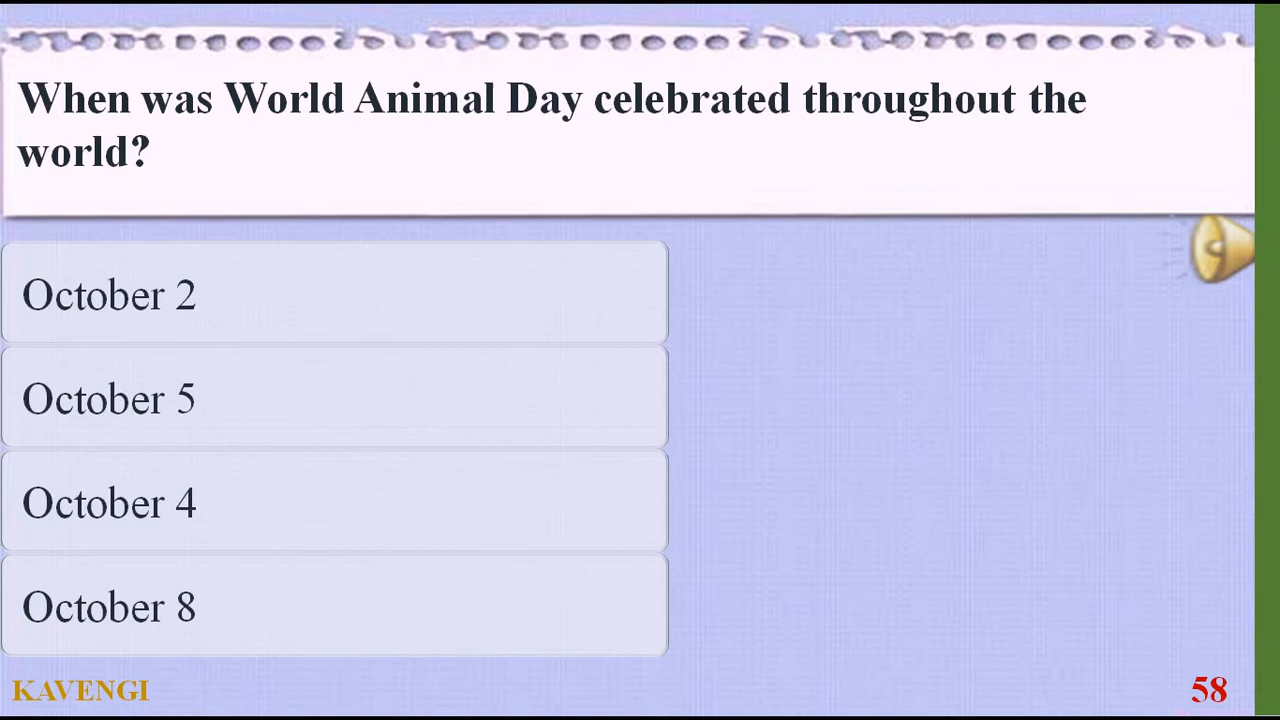 When was World Animal Day celebrated throughout the
world?
October 2
October 5
October 4
October 8
KAVENGI
58